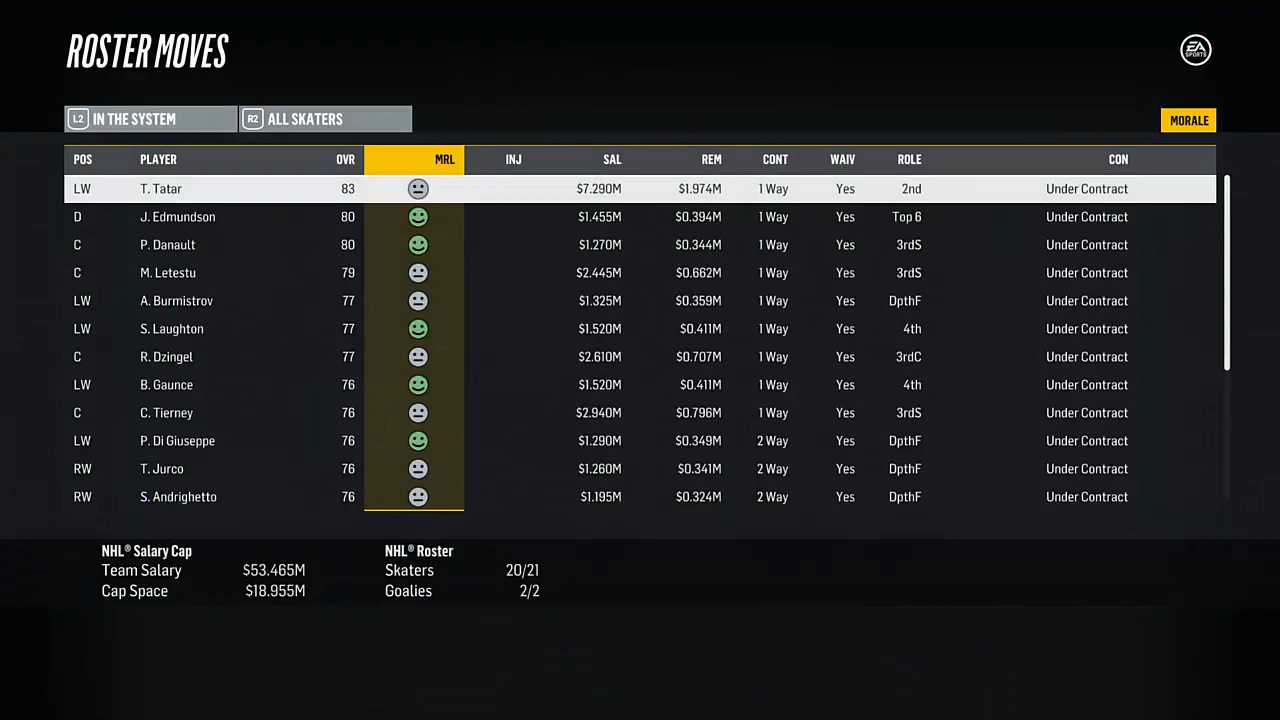 ROSTER MOVES
EA SPORTS
L2 IN THE SYSTEM R2 ALL SKATERS
MORALE
POS PLAYER OVR MRL INJ SAL REM CONT WAIV ROLE CON
LW T. Tatar 83 $7.290M $1.974M 1 Way Yes 2nd Under Contract
D J. Edmundson 80 $1.455M $0.394M 1 Way Yes Top 6 Under Contract
C P. Danault 80 $1.270M $0.344M 1 Way Yes 3rdS Under Contract
C M. Letestu 79 $2.445M $0.662M 1 Way Yes 3rdS Under Contract
LW A. Burmistrov 77 $1.325M $0.359M 1 Way Yes DpthF Under Contract
LW S. Laughton 77 $1.520M $0.411M 1 Way Yes 4th Under Contract
C R. Dzingel 77 $2.610M $0.707M 1 Way Yes 3rdC Under Contract
LW B. Gaunce 76 $1.520M $0.411M 1 Way Yes 4th Under Contract
C C. Tierney 76 $2.940M $0.796M 1 Way Yes 3rdS Under Contract
LW P. Di Giuseppe 76 $1.290M $0.349M 2 Way Yes DpthF Under Contract
RW T. Jurco 76 $1.260M $0.341M 2 Way Yes DpthF Under Contract
RW S. Andrighetto 76 $1.195M $0.324M 2 Way Yes DpthF Under Contract
NHL® Salary Cap NHL® Roster
Team Salary $53.465M Skaters 20/21
Cap Space $18.955M Goalies 2/2